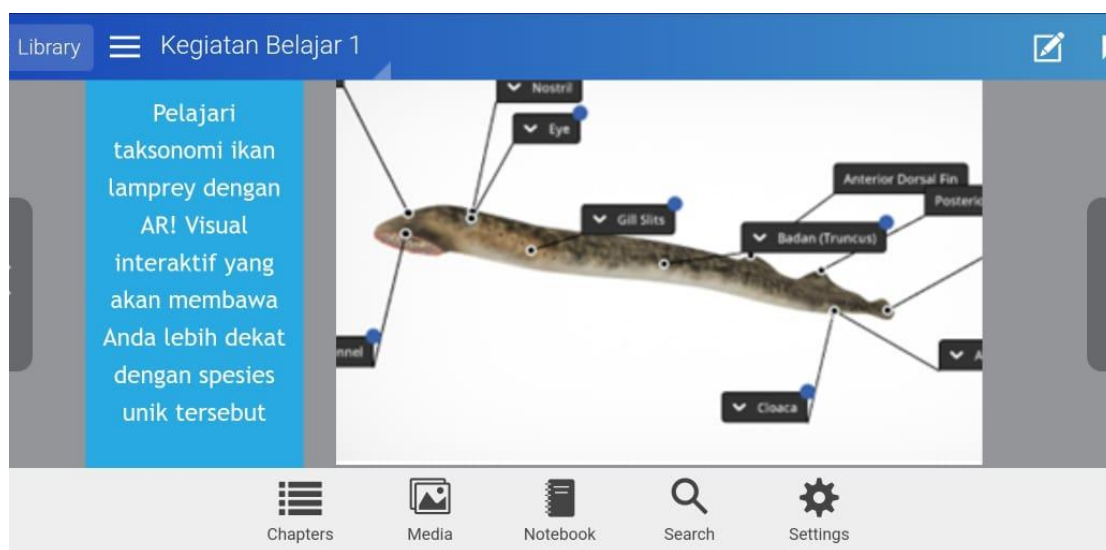 Library
Kegiatan Belajar 1
Pelajari
taksonomi ikan
lamprey dengan
AR! Visual
interaktif yang
akan membawa
Anda lebih dekat
dengan spesies
unik tersebut
Nostril
Eye
Gill Slits
Anterior Dorsal Fin
Badan (Truncus)
Cloaca
Chapters
Media
Notebook
Search
Settings